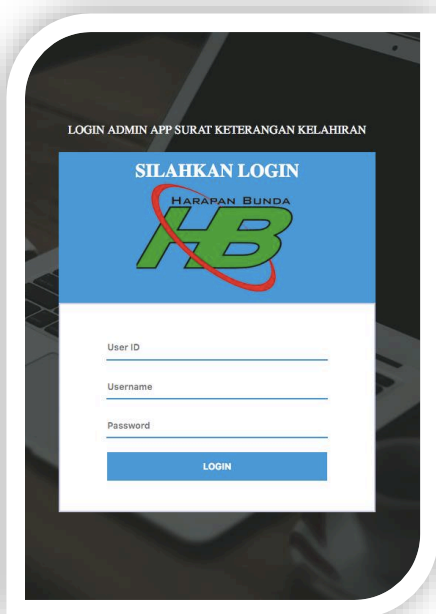 LOGIN ADMIN APP SURAT KETERANGAN KELAHIRAN
SILAHKAN LOGIN
HARAPAN BUNDA
HB
User ID
Username
Password
LOGIN